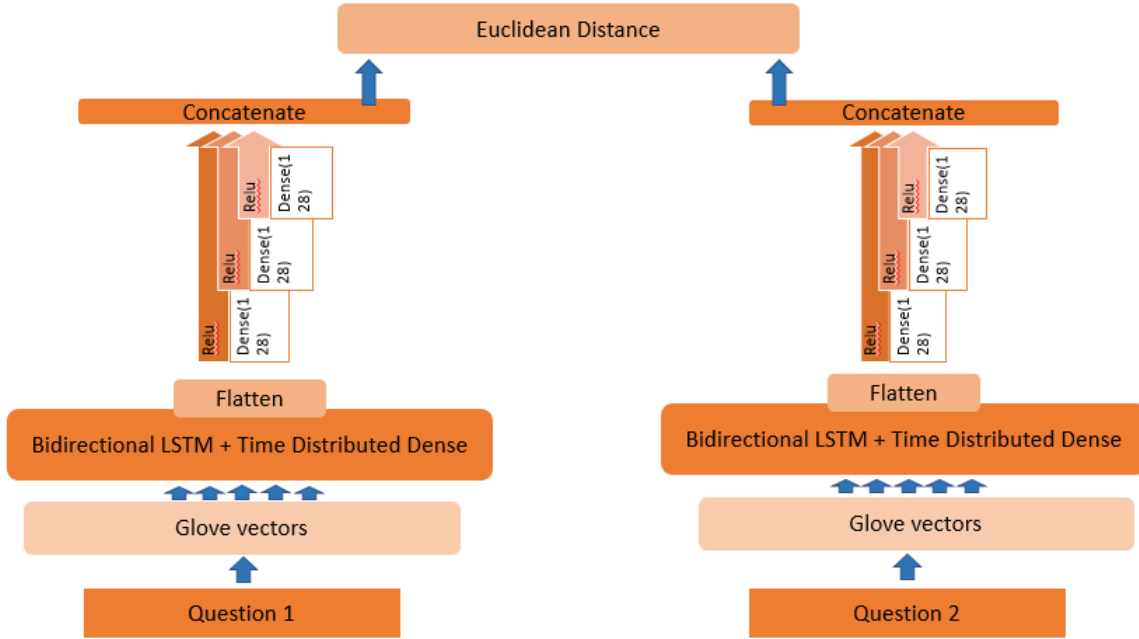 Euclidean Distance
Concatenate
Relu
Dense(1
28)
Relu
Dense(1
28)
Relu
Dense(1
28)
Flatten
Bidirectional LSTM + Time Distributed Dense
Glove vectors
Question 1
Concatenate
Relu
Dense(1
28)
Relu
Dense(1
28)
Relu
Dense(1
28)
Flatten
Bidirectional LSTM + Time Distributed Dense
Glove vectors
Question 2